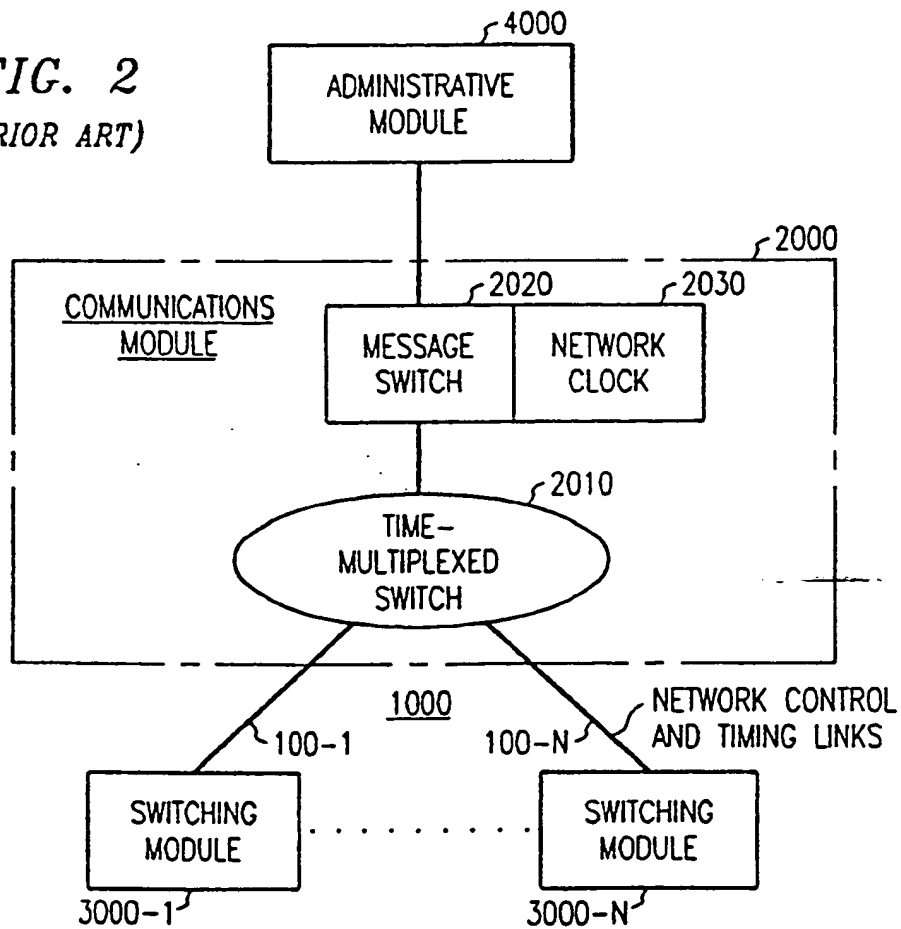 4000
FIG. 2
ADMINISTRATIVE
MODULE
(PRIOR ART)
2000
COMMUNICATIONS
MODULE
2020
2030
MESSAGE
SWITCH
NETWORK
CLOCK
2010
TIME-
MULTIPLEXED
SWITCH
1000
100-1
100-N
NETWORK CONTROL
AND TIMING LINKS
SWITCHING
MODULE
SWITCHING
MODULE
3000-1
3000-N